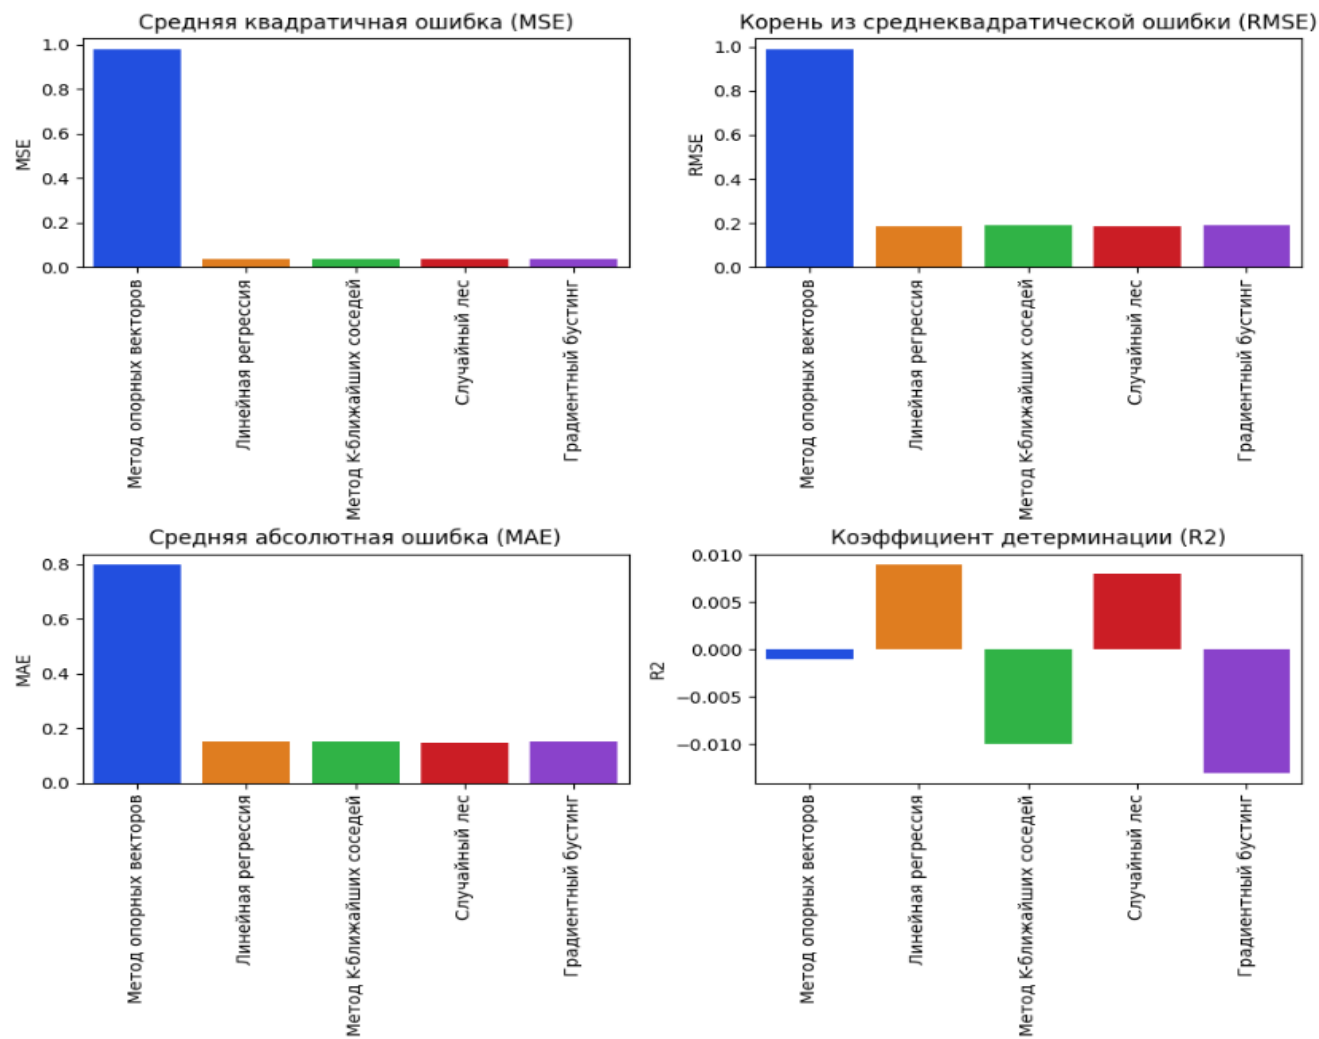 Средняя квадратичная ошибка (MSE)
1.0
0.8
0.6
0.4
0.2
0.0
MSE
Метод опорных векторов
Линейная регрессия
Метод К-ближайших соседей
Случайный лес
Градиентный бустинг
Корень из среднеквадратической ошибки (RMSE)
1.0
0.8
0.6
0.4
0.2
0.0
RMSE
Метод опорных векторов
Линейная регрессия
Метод К-ближайших соседей
Случайный лес
Градиентный бустинг
Средняя абсолютная ошибка (MAE)
0.8
0.6
0.4
0.2
0.0
MAE
Метод опорных векторов
Линейная регрессия
Метод К-ближайших соседей
Случайный лес
Градиентный бустинг
Коэффициент детерминации (R2)
0.010
0.005
0.000
−0.005
−0.010
R2
Метод опорных векторов
Линейная регрессия
Метод К-ближайших соседей
Случайный лес
Градиентный бустинг